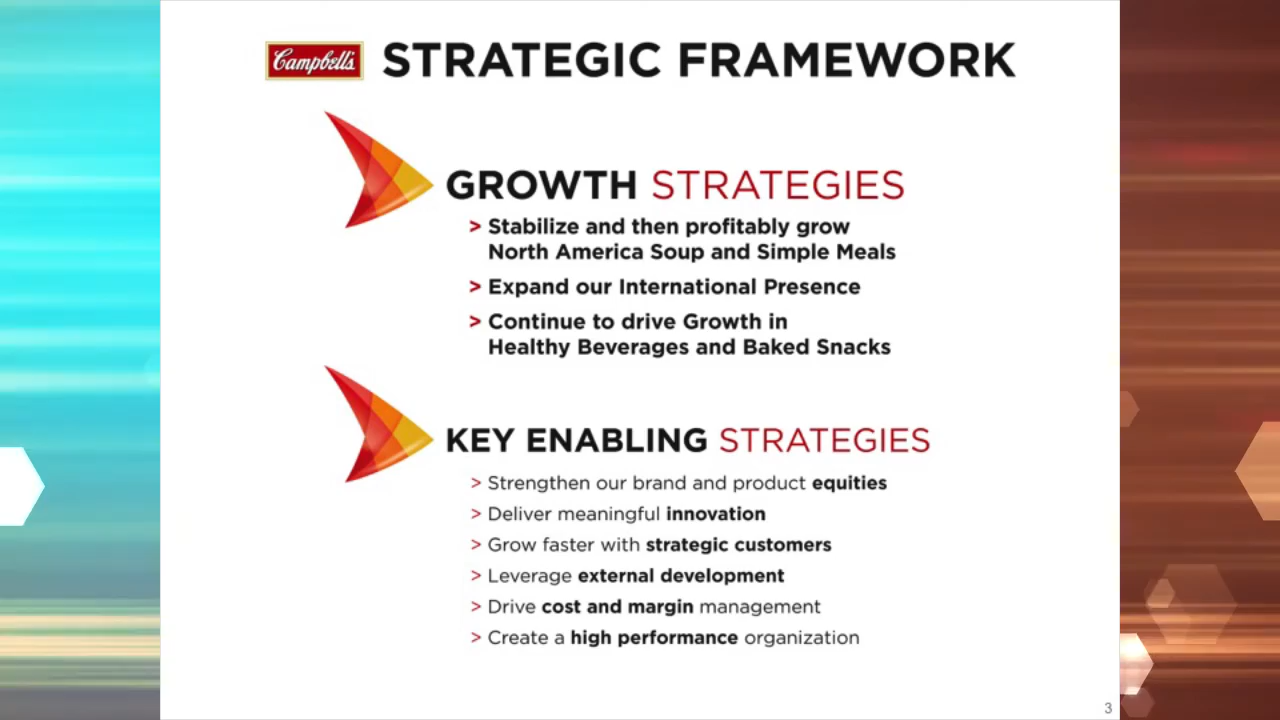 Campbell's STRATEGIC FRAMEWORK
GROWTH STRATEGIES
> Stabilize and then profitably grow
North America Soup and Simple Meals
> Expand our International Presence
> Continue to drive Growth in
Healthy Beverages and Baked Snacks
KEY ENABLING STRATEGIES
> Strengthen our brand and product equities
> Deliver meaningful innovation
> Grow faster with strategic customers
> Leverage external development
> Drive cost and margin management
> Create a high performance organization
3